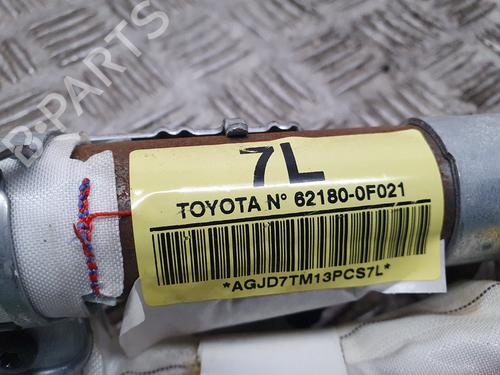 B-PARTS
7L
TOYOTA N° 62180-0F021
*AGJD7TM13PCS7L*